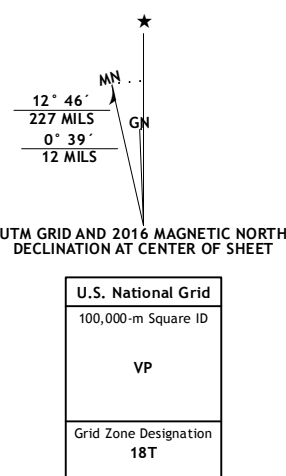 ★
MN
GN
12° 46´
227 MILS
0° 39´
12 MILS
UTM GRID AND 2016 MAGNETIC NORTH
DECLINATION AT CENTER OF SHEET
U.S. National Grid
100,000-m Square ID
VP
Grid Zone Designation
18T